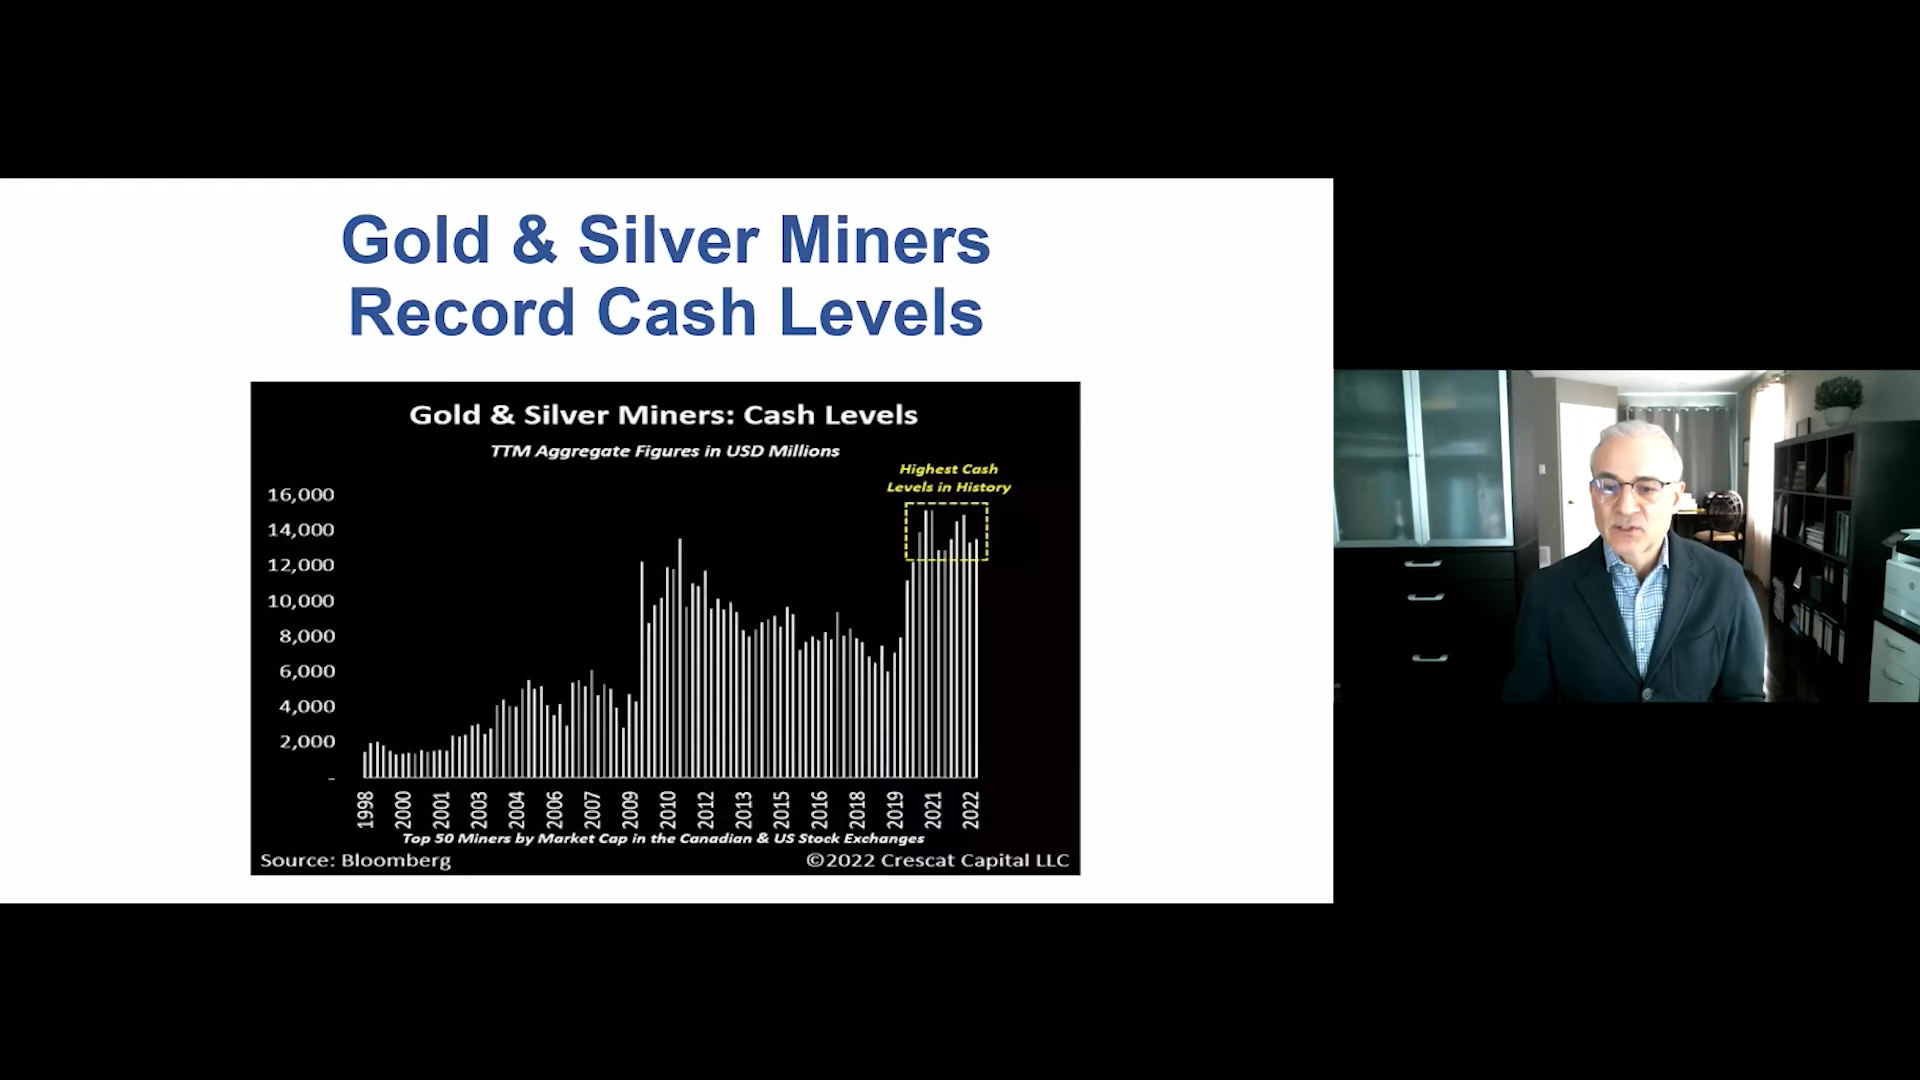 Gold & Silver Miners
Record Cash Levels
Gold & Silver Miners: Cash Levels
TTM Aggregate Figures in USD Millions
Highest Cash
Levels in History
16,000
14,000
12,000
10,000
8,000
6,000
4,000
2,000
-
1998 2000 2001 2003 2004 2006 2007 2009 2010 2012 2013 2015 2016 2018 2019 2021 2022
Top 50 Miners by Market Cap in the Canadian & US Stock Exchanges
Source: Bloomberg
©2022 Crescat Capital LLC